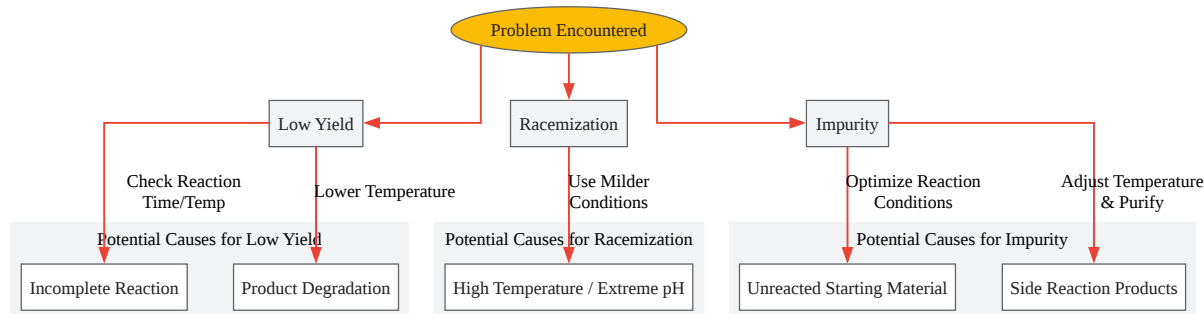 Problem Encountered
Low Yield
Racemization
Impurity
Check Reaction
Time/Temp
Lower Temperature
Use Milder
Conditions
Optimize Reaction
Conditions
Adjust Temperature
& Purify
Potential Causes for Low Yield
Potential Causes for Racemization
Potential Causes for Impurity
Incomplete Reaction
Product Degradation
High Temperature / Extreme pH
Unreacted Starting Material
Side Reaction Products